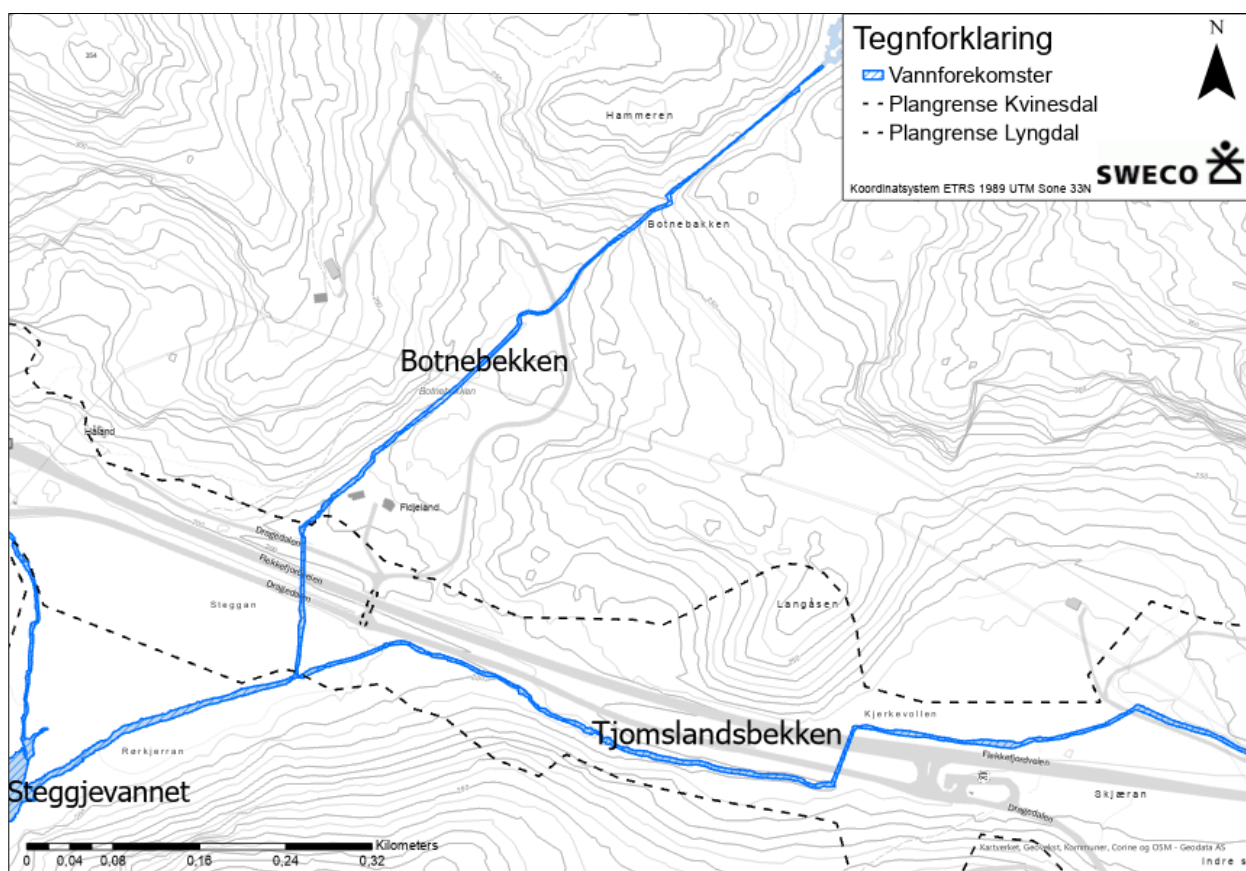 Tegnforklaring
Vannforekomster
Plangrense Kvinesdal
Plangrense Lyngdal
N
SWECO
Koordinatsystem ETRS 1989 UTM Sone 33N
Hammeren
Botnebakken
Botnebekken
Botnebekken
Håland
Fidjeland
Dragedalen
Flekkefjordveien
Dragedalen
Steggan
Langåsen
Kjerkevollen
Tjomslandsbekken
Flekkefjordveien
Skjæran
Dragedalen
Rørkjerran
Steggjevannet
Kilometers
0 0,04 0,08 0,16 0,24 0,32
Kartverket, Geovekst, Kommuner, Corine og OSM - Geodata AS
Indre s